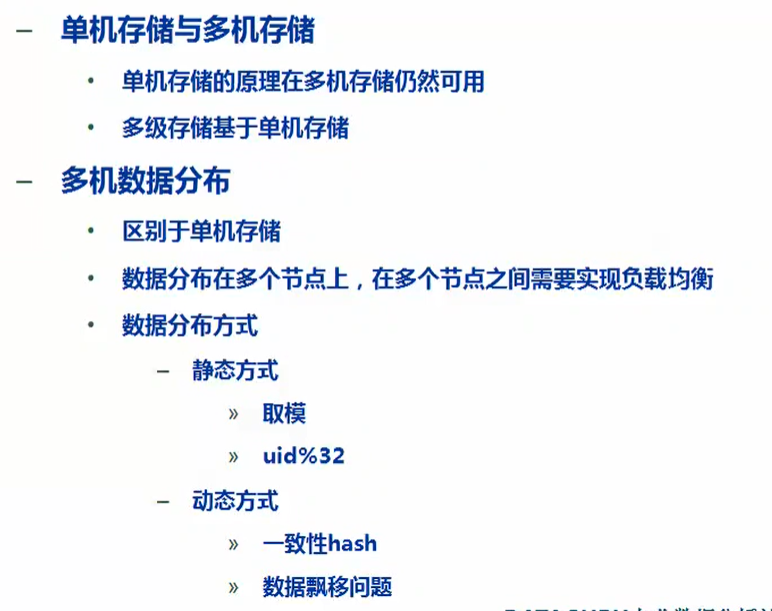 – 单机存储与多机存储
• 单机存储的原理在多机存储仍然可用
• 多级存储基于单机存储
– 多机数据分布
• 区别于单机存储
• 数据分布在多个节点上，在多个节点之间需要实现负载均衡
• 数据分布方式
– 静态方式
» 取模
» uid%32
– 动态方式
» 一致性hash
» 数据飘移问题